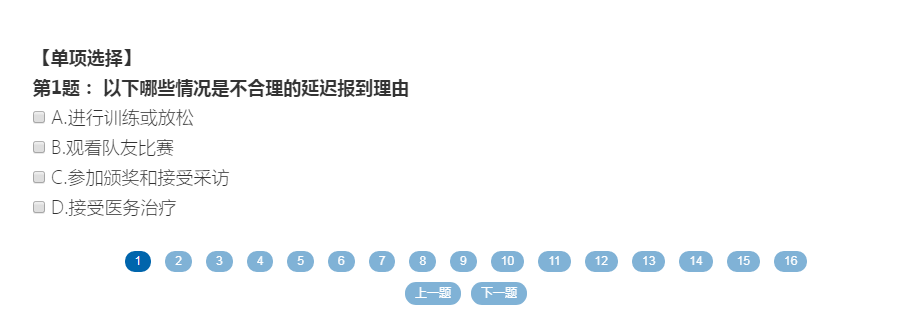 【单项选择】
第1题： 以下哪些情况是不合理的延迟报到理由
A.进行训练或放松
B.观看队友比赛
C.参加颁奖和接受采访
D.接受医务治疗
1 2 3 4 5 6 7 8 9 10 11 12 13 14 15 16
上一题 下一题